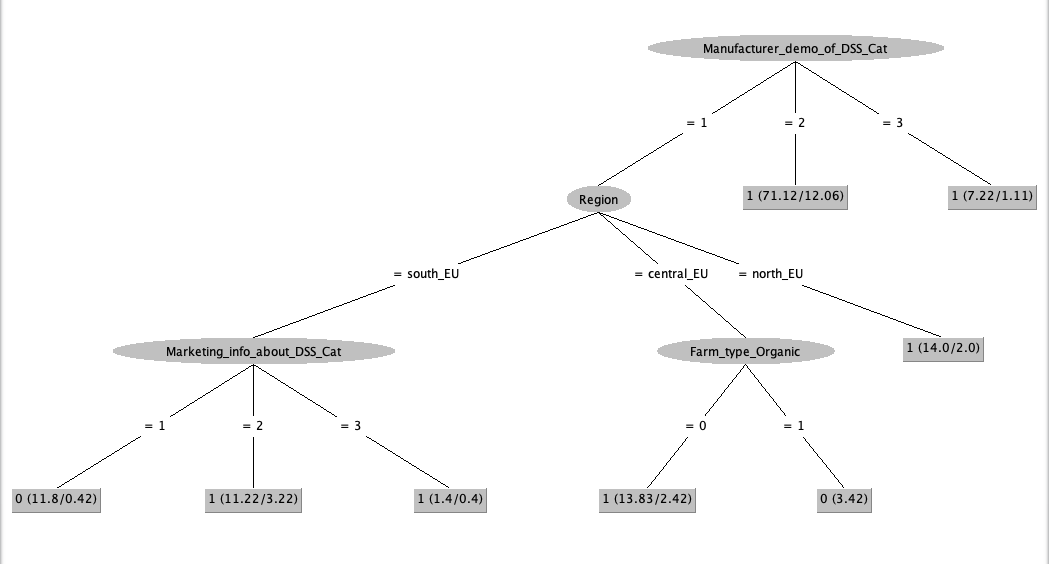 Manufacturer_demo_of_DSS_Cat
= 1
= 2
= 3
Region
1 (71.12/12.06)
1 (7.22/1.11)
= south_EU
= central_EU
= north_EU
Marketing_info_about_DSS_Cat
Farm_type_Organic
1 (14.0/2.0)
= 1
= 2
= 3
= 0
= 1
0 (11.8/0.42)
1 (11.22/3.22)
1 (1.4/0.4)
1 (13.83/2.42)
0 (3.42)